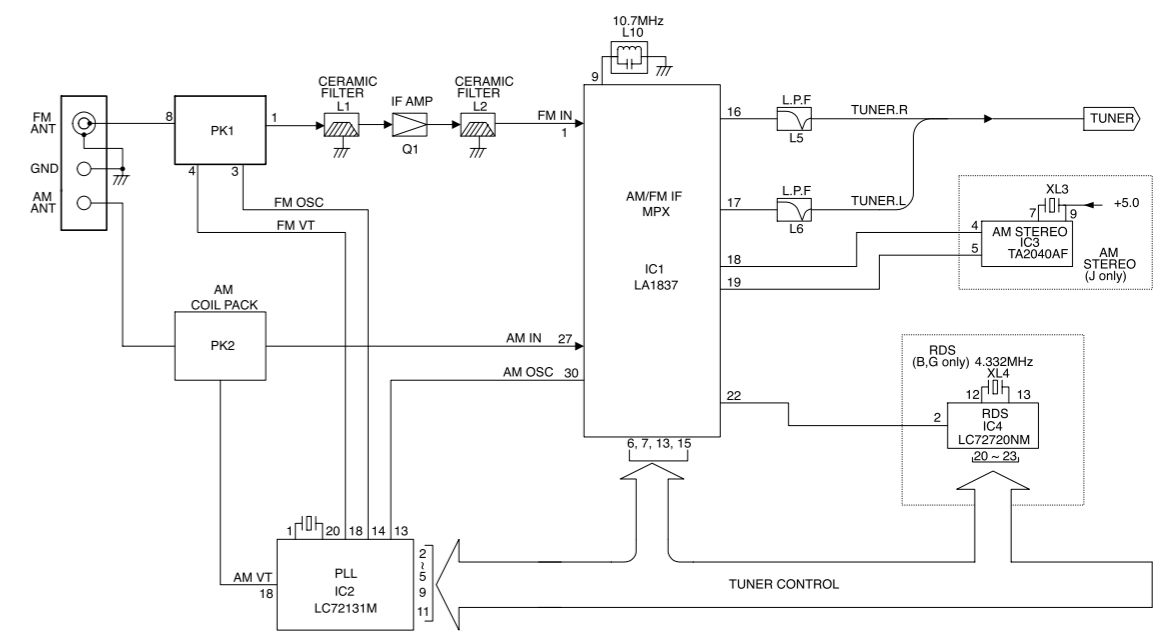 10.7MHz
L10
9
FM
ANT
GND
AM
ANT
8
PK1
1
4
3
CERAMIC
FILTER
L1
IF AMP
Q1
CERAMIC
FILTER
L2
FM IN
1
16
L.P.F
L5
TUNER.R
TUNER
FM OSC
FM VT
AM/FM IF
MPX
IC1
LA1837
17
L.P.F
L6
TUNER.L
XL3
7
9
+5.0
4
5
AM STEREO
IC3
TA2040AF
AM
STEREO
(J only)
18
19
AM
COIL PACK
PK2
AM IN
27
AM OSC
30
22
RDS
(B,G only)
4.332MHz
XL4
12
13
2
RDS
IC4
LC72720NM
20 ~ 23
6, 7, 13, 15
1
20
18
14
13
AM VT
18
PLL
IC2
LC72131M
2
~
5
9
11
TUNER CONTROL